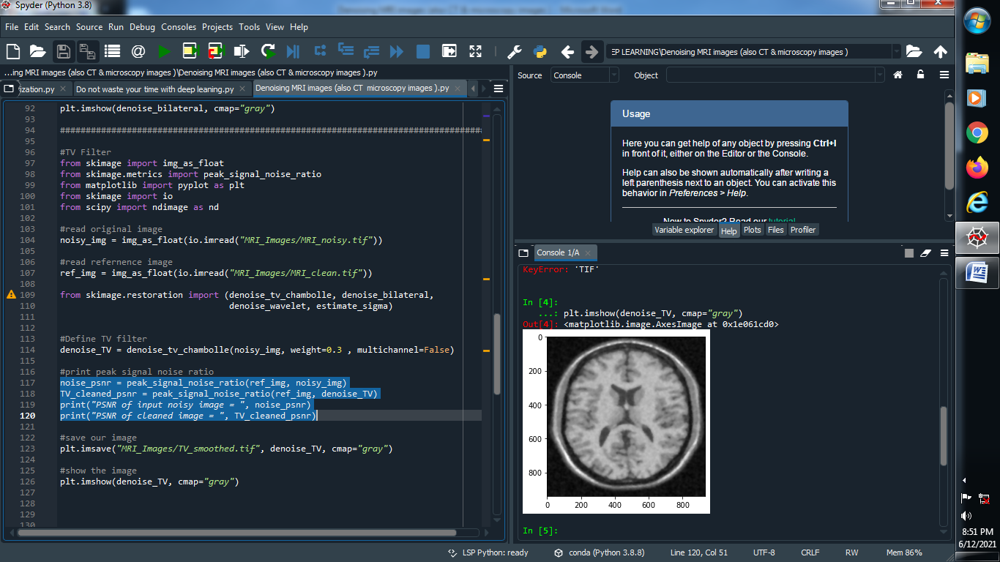 Spyder (Python 3.8)
File Edit Search Source Run Debug Consoles Projects Tools View Help
EP LEARNING\Denoising MRI images (also CT & microscopy images )
...ing MRI images (also CT & microscopy images )\Denoising MRI images (also CT & microscopy images ).py
rization.py
Do not waste your time with deep leaning.py
Denoising MRI images (also CT microscopy images ).py
92 plt.imshow(denoise_bilateral, cmap="gray")
93
94 ##################################################################################
95
96 #TV Filter
97 from skimage import img_as_float
98 from skimage.metrics import peak_signal_noise_ratio
99 from matplotlib import pyplot as plt
100 from skimage import io
101 from scipy import ndimage as nd
102
103 #read original image
104 noisy_img = img_as_float(io.imread("MRI_Images/MRI_noisy.tif"))
105
106 #read refernence image
107 ref_img = img_as_float(io.imread("MRI_Images/MRI_clean.tif"))
108
109 from skimage.restoration import (denoise_tv_chambolle, denoise_bilateral,
110 denoise_wavelet, estimate_sigma)
111
112
113 #Define TV filter
114 denoise_TV = denoise_tv_chambolle(noisy_img, weight=0.3 , multichannel=False)
115
116 #print peak signal noise ratio
117 noise_psnr = peak_signal_noise_ratio(ref_img, noisy_img)
118 TV_cleaned_psnr = peak_signal_noise_ratio(ref_img, denoise_TV)
119 print("PSNR of input noisy image = ", noise_psnr)
120 print("PSNR of cleaned image = ", TV_cleaned_psnr)
121
122 #save our image
123 plt.imsave("MRI_Images/TV_smoothed.tif", denoise_TV, cmap="gray")
124
125 #show the image
126 plt.imshow(denoise_TV, cmap="gray")
127
128
129
130
Source Console Object
Usage
Here you can get help of any object by pressing Ctrl+I
in front of it, either on the Editor or the Console.
Help can also be shown automatically after writing a
left parenthesis next to an object. You can activate this
behavior in Preferences > Help.
New to Spyder? Read our tutorial
Variable explorer Help Plots Files Profiler
Console 1/A
KeyError: 'TIF'
In [4]:
...: plt.imshow(denoise_TV, cmap="gray")
Out[4]: <matplotlib.image.AxesImage at 0x1e061cd0>
0
200
400
600
800
0 200 400 600 800
In [5]:
LSP Python: ready conda (Python 3.8.8) Line 120, Col 51 UTF-8 CRLF RW Mem 86%
8:51 PM
6/12/2021